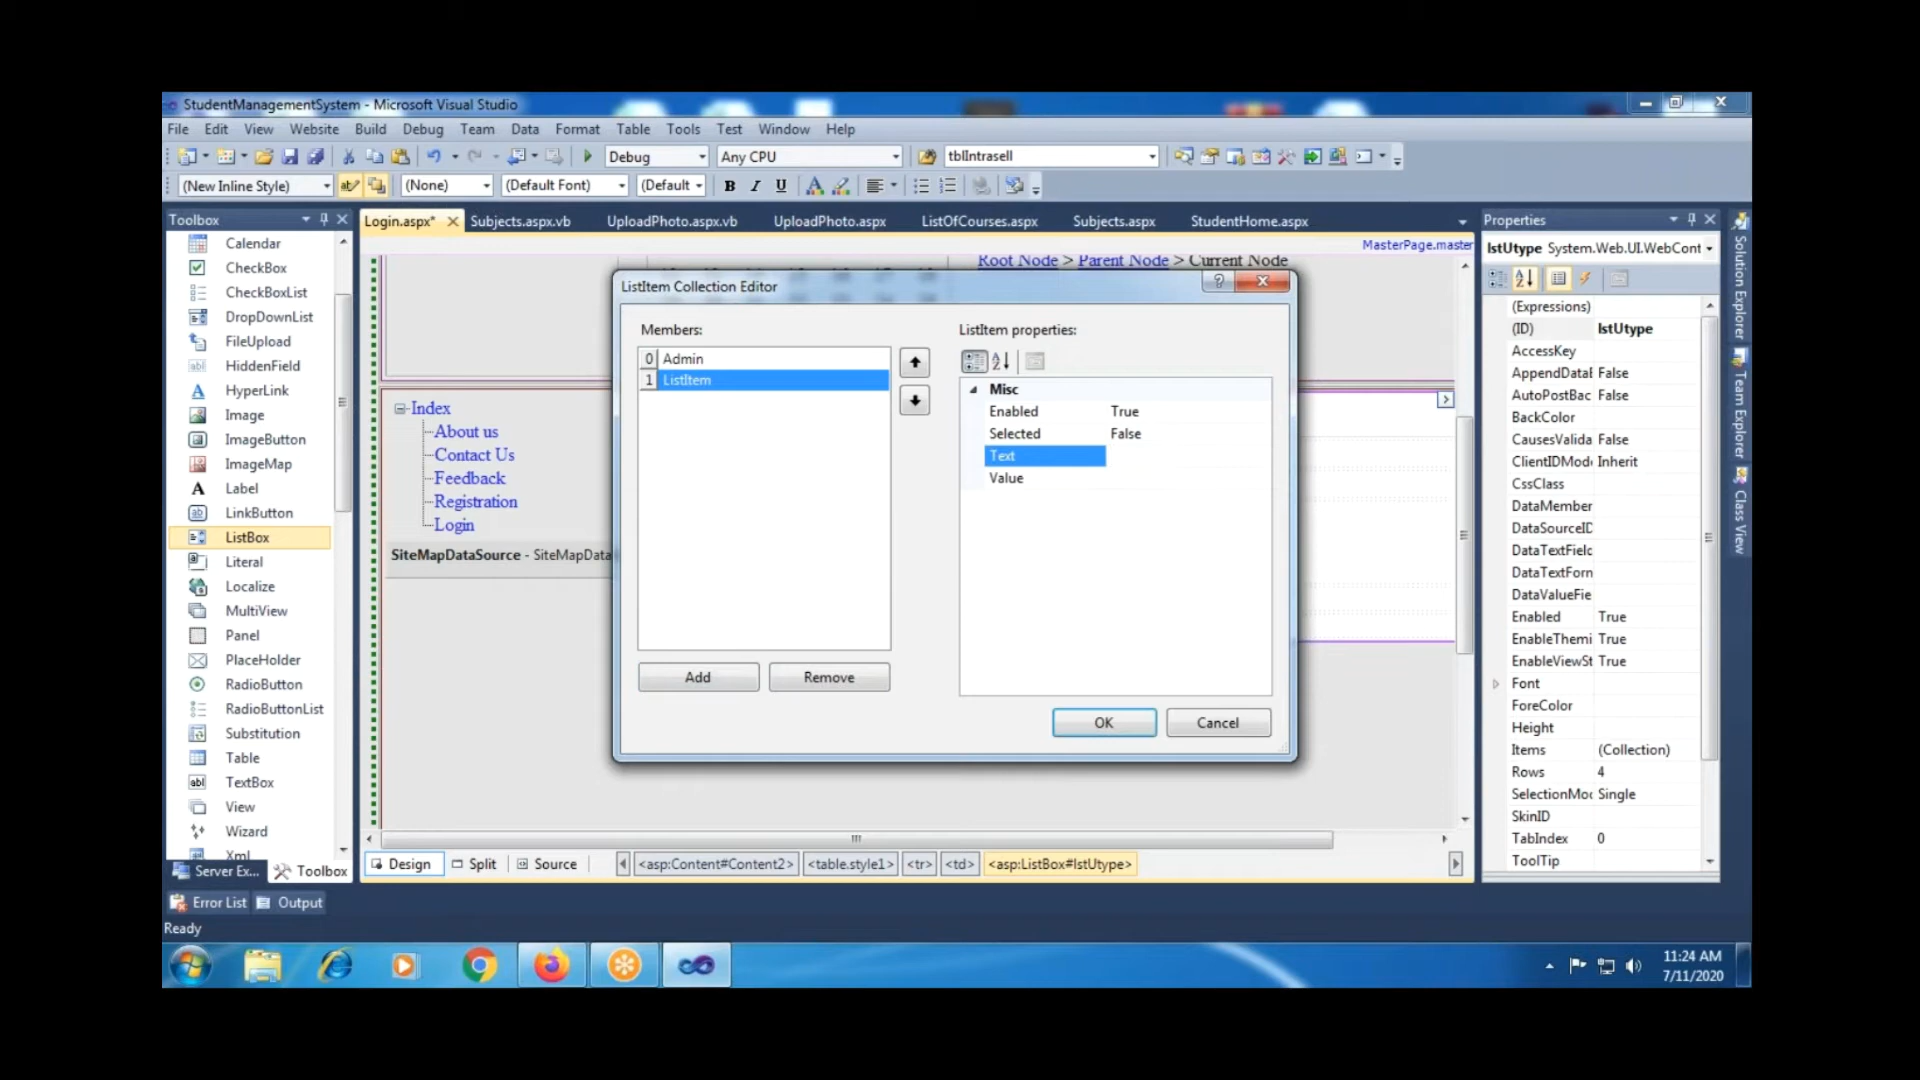 StudentManagementSystem - Microsoft Visual Studio
File Edit View Website Build Debug Team Data Format Table Tools Test Window Help
Debug Any CPU tblIntrasell
(New Inline Style) (None) (Default Font) (Default B I U
Toolbox
Calendar
CheckBox
CheckBoxList
DropDownList
FileUpload
HiddenField
HyperLink
Image
ImageButton
ImageMap
Label
LinkButton
ListBox
Literal
Localize
MultiView
Panel
PlaceHolder
RadioButton
RadioButtonList
Substitution
Table
TextBox
View
Wizard
Xml
Server Ex... Toolbox
Login.aspx* Subjects.aspx.vb UploadPhoto.aspx.vb UploadPhoto.aspx ListOfCourses.aspx Subjects.aspx StudentHome.aspx
MasterPage.master
Root Node > Parent Node > Current Node
Index
About us
Contact Us
Feedback
Registration
Login
SiteMapDataSource - SiteMapData
ListItem Collection Editor
Members:
0 Admin
1 ListItem
Add Remove
ListItem properties:
Misc
Enabled True
Selected False
Text
Value
OK Cancel
Design Split Source <asp:Content#Content2> <table.style1> <tr> <td> <asp:ListBox#lstUtype>
Properties
lstUtype System.Web.UI.WebCont
(Expressions)
(ID) lstUtype
AccessKey
AppendDataB False
AutoPostBac False
BackColor
CausesValida False
ClientIDMod Inherit
CssClass
DataMember
DataSourceID
DataTextField
DataTextForn
DataValueFie
Enabled True
EnableThemi True
EnableViewSt True
Font
ForeColor
Height
Items (Collection)
Rows 4
SelectionMod Single
SkinID
TabIndex 0
ToolTip
Solution Explorer
Team Explorer
Class View
Error List Output
Ready
11:24 AM
7/11/2020